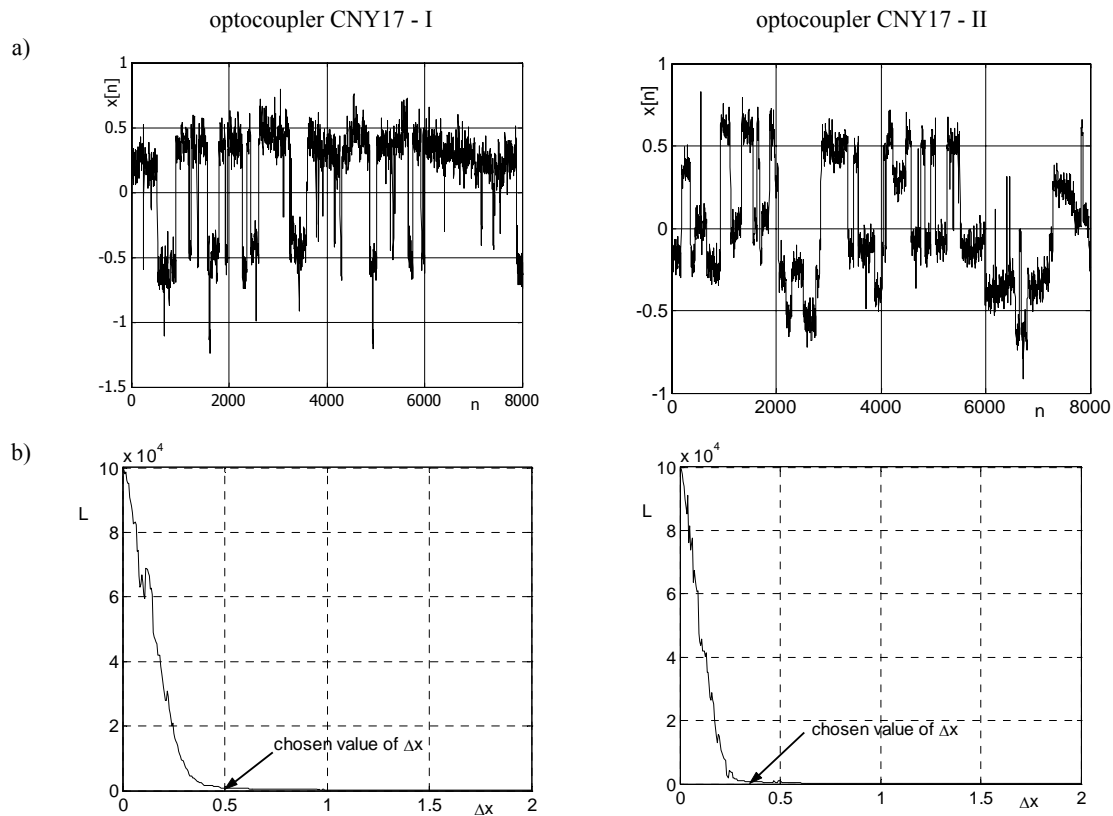 optocoupler CNY17 - I
optocoupler CNY17 - II
a)
x[n]
1
0.5
0
-0.5
-1
-1.5
0
2000
4000
6000
n
8000
x[n]
1
0.5
0
-0.5
-1
0
2000
4000
6000
n
8000
b)
x 10⁴
L
10
8
6
4
2
0
chosen value of Δx
0
0.5
1
1.5
Δx
2
x 10⁴
L
10
8
6
4
2
0
chosen value of Δx
0
0.5
1
1.5
Δx
2